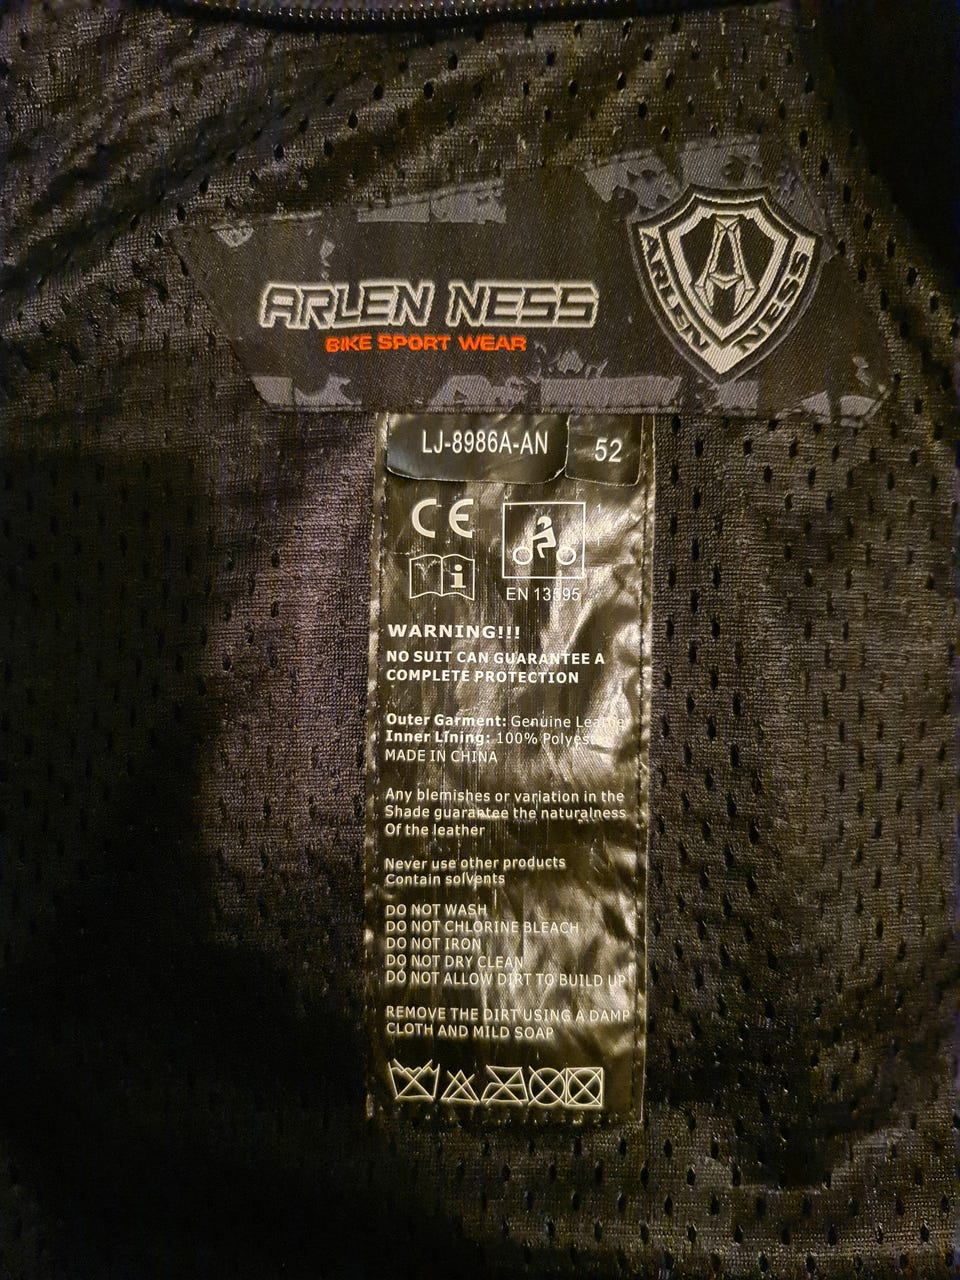 ARLEN NESS
BIKE SPORT WEAR
ARLEN NESS
LJ-8986A-AN 52
CE
i
EN 13595
WARNING!!!
NO SUIT CAN GUARANTEE A
COMPLETE PROTECTION
Outer Garment: Genuine Leather
Inner Lining: 100% Polyester
MADE IN CHINA
Any blemishes or variation in the
Shade guarantee the naturalness
Of the leather
Never use other products
Contain solvents
DO NOT WASH
DO NOT CHLORINE BLEACH
DO NOT IRON
DO NOT DRY CLEAN
DO NOT ALLOW DIRT TO BUILD UP
REMOVE THE DIRT USING A DAMP
CLOTH AND MILD SOAP